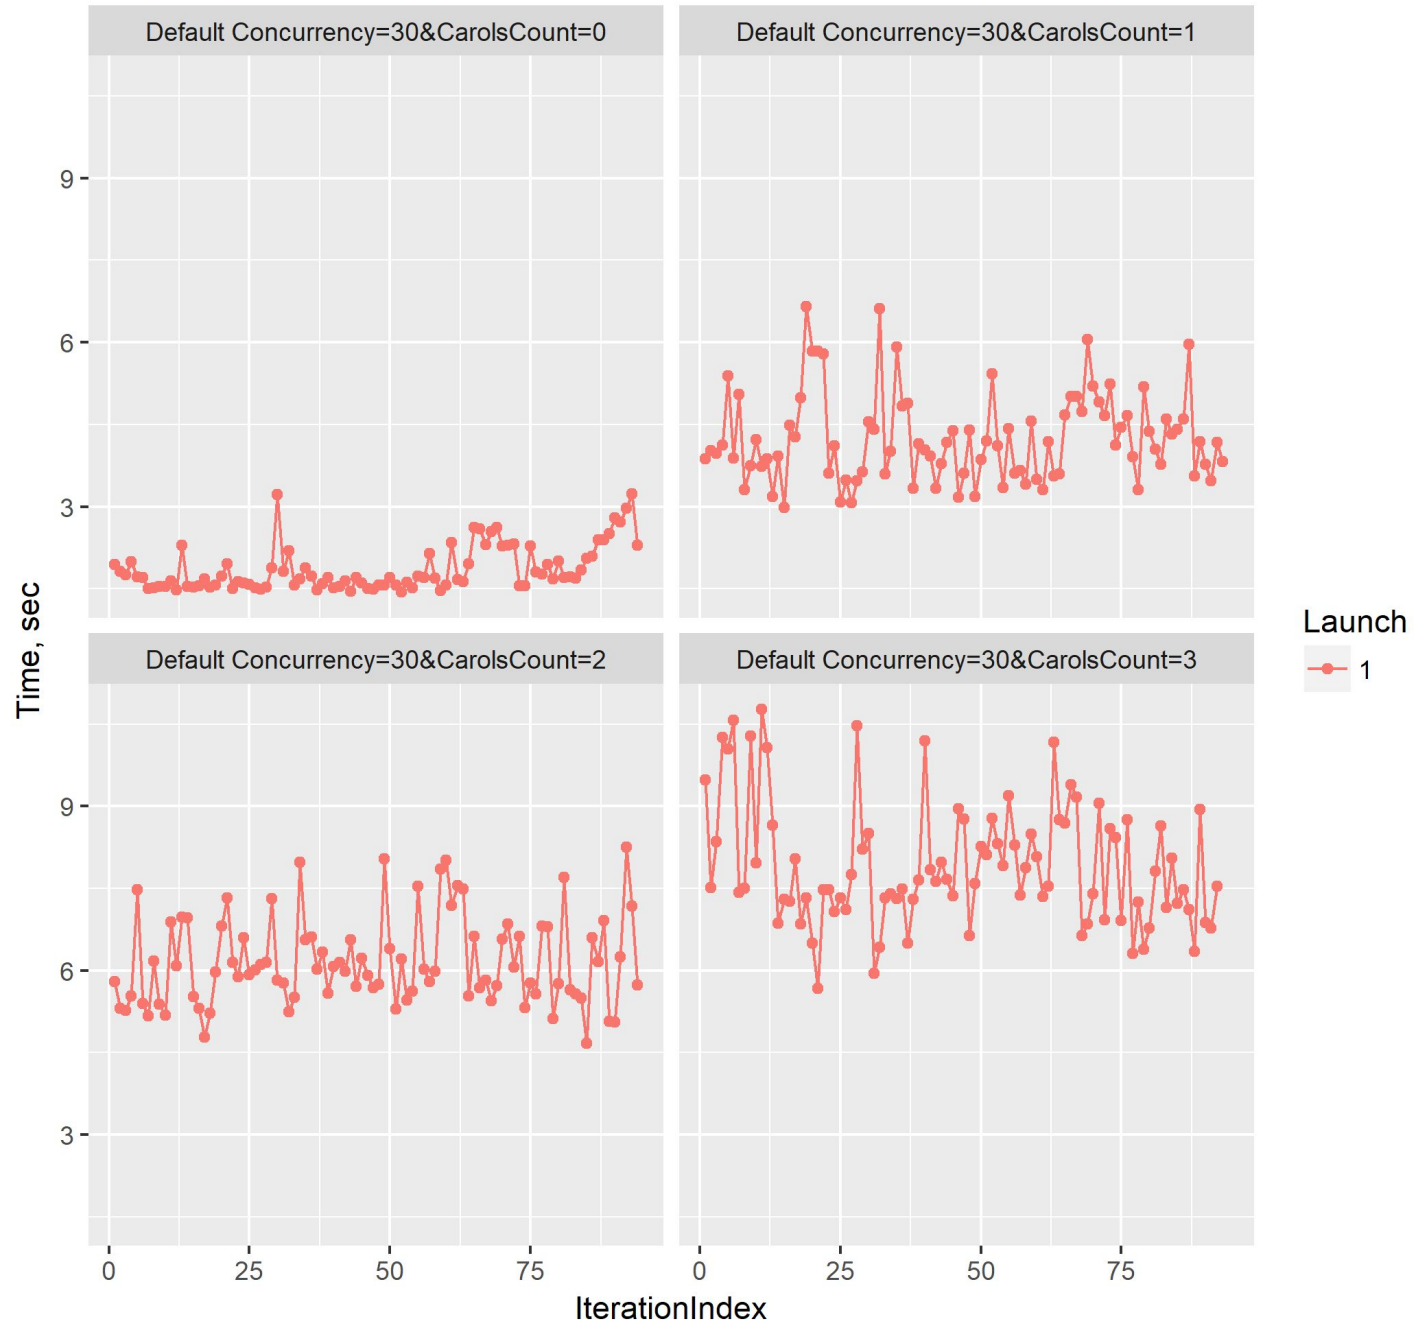 Default Concurrency=30&CarolsCount=0
Default Concurrency=30&CarolsCount=1
9
6
3
Default Concurrency=30&CarolsCount=2
Default Concurrency=30&CarolsCount=3
9
6
3
0
25
50
75
0
25
50
75
IterationIndex
Time, sec
Launch
1